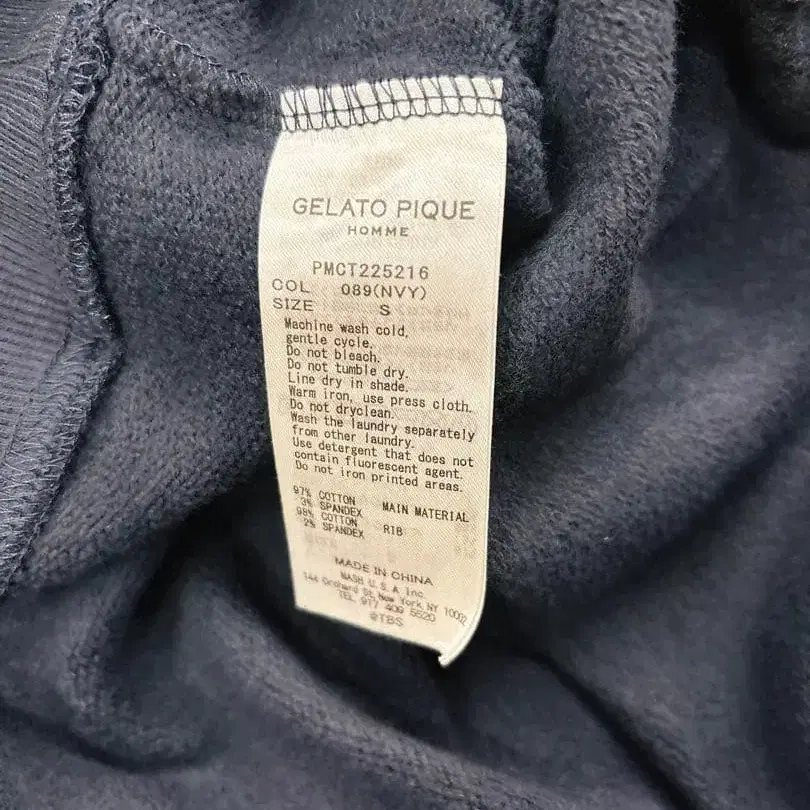 GELATO PIQUE
HOMME
PMCT225216
COL 089(NVY)
SIZE S
Machine wash cold,
gentle cycle.
Do not bleach.
Do not tumble dry.
Line dry in shade.
Warm iron, use press cloth.
Do not dryclean.
Wash the laundry separately
from other laundry.
Use detergent that does not
contain fluorescent agent.
Do not iron printed areas.
97% COTTON MAIN MATERIAL
3% SPANDEX
98% COTTON RIB
2% SPANDEX
MADE IN CHINA
MASH U.S.A Inc.
144 Orchard St, New York, NY 10002
TEL 917 409 5520
©TBS